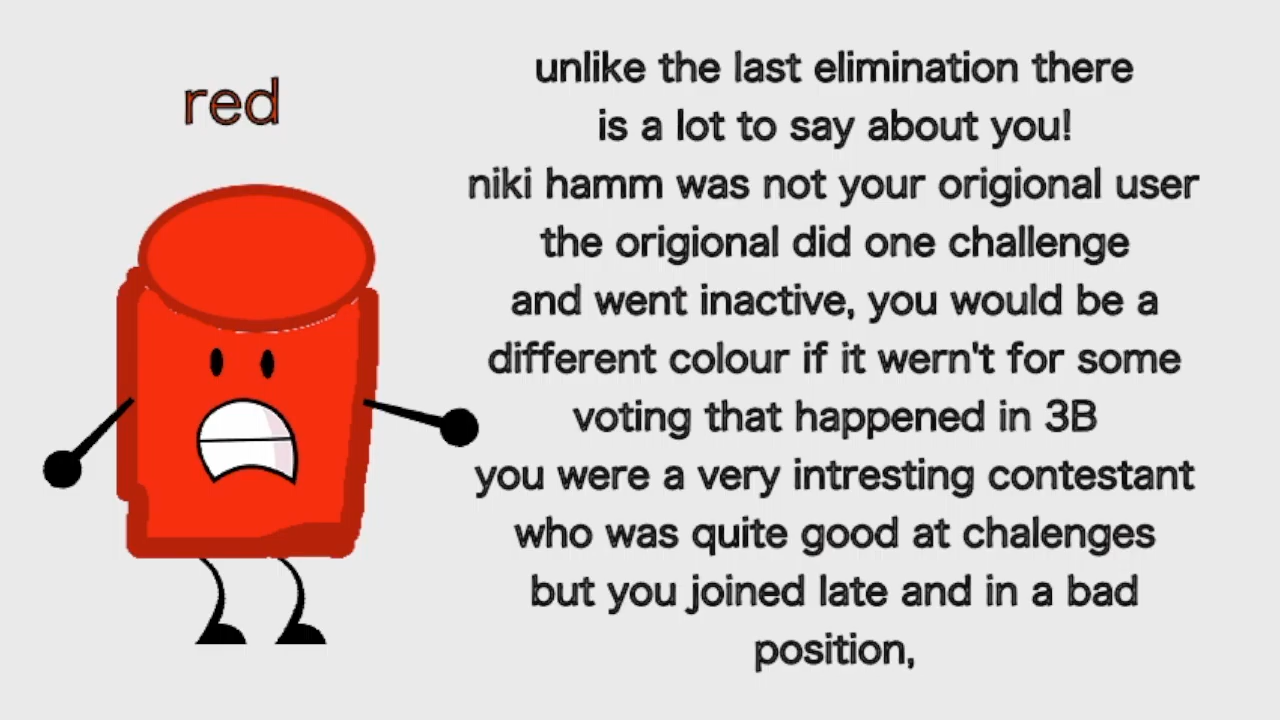 red
unlike the last elimination there
is a lot to say about you!
niki hamm was not your origional user
the origional did one challenge
and went inactive, you would be a
different colour if it wern't for some
voting that happened in 3B
you were a very intresting contestant
who was quite good at chalenges
but you joined late and in a bad
position,